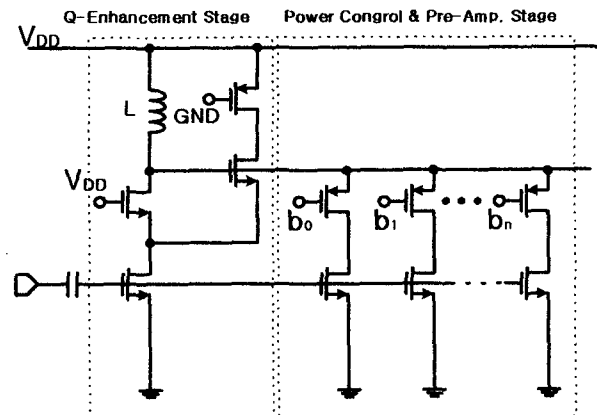 Q-Enhancement Stage
Power Congrol & Pre-Amp. Stage
VDD
L
GND
VDD
b0
b1
bn